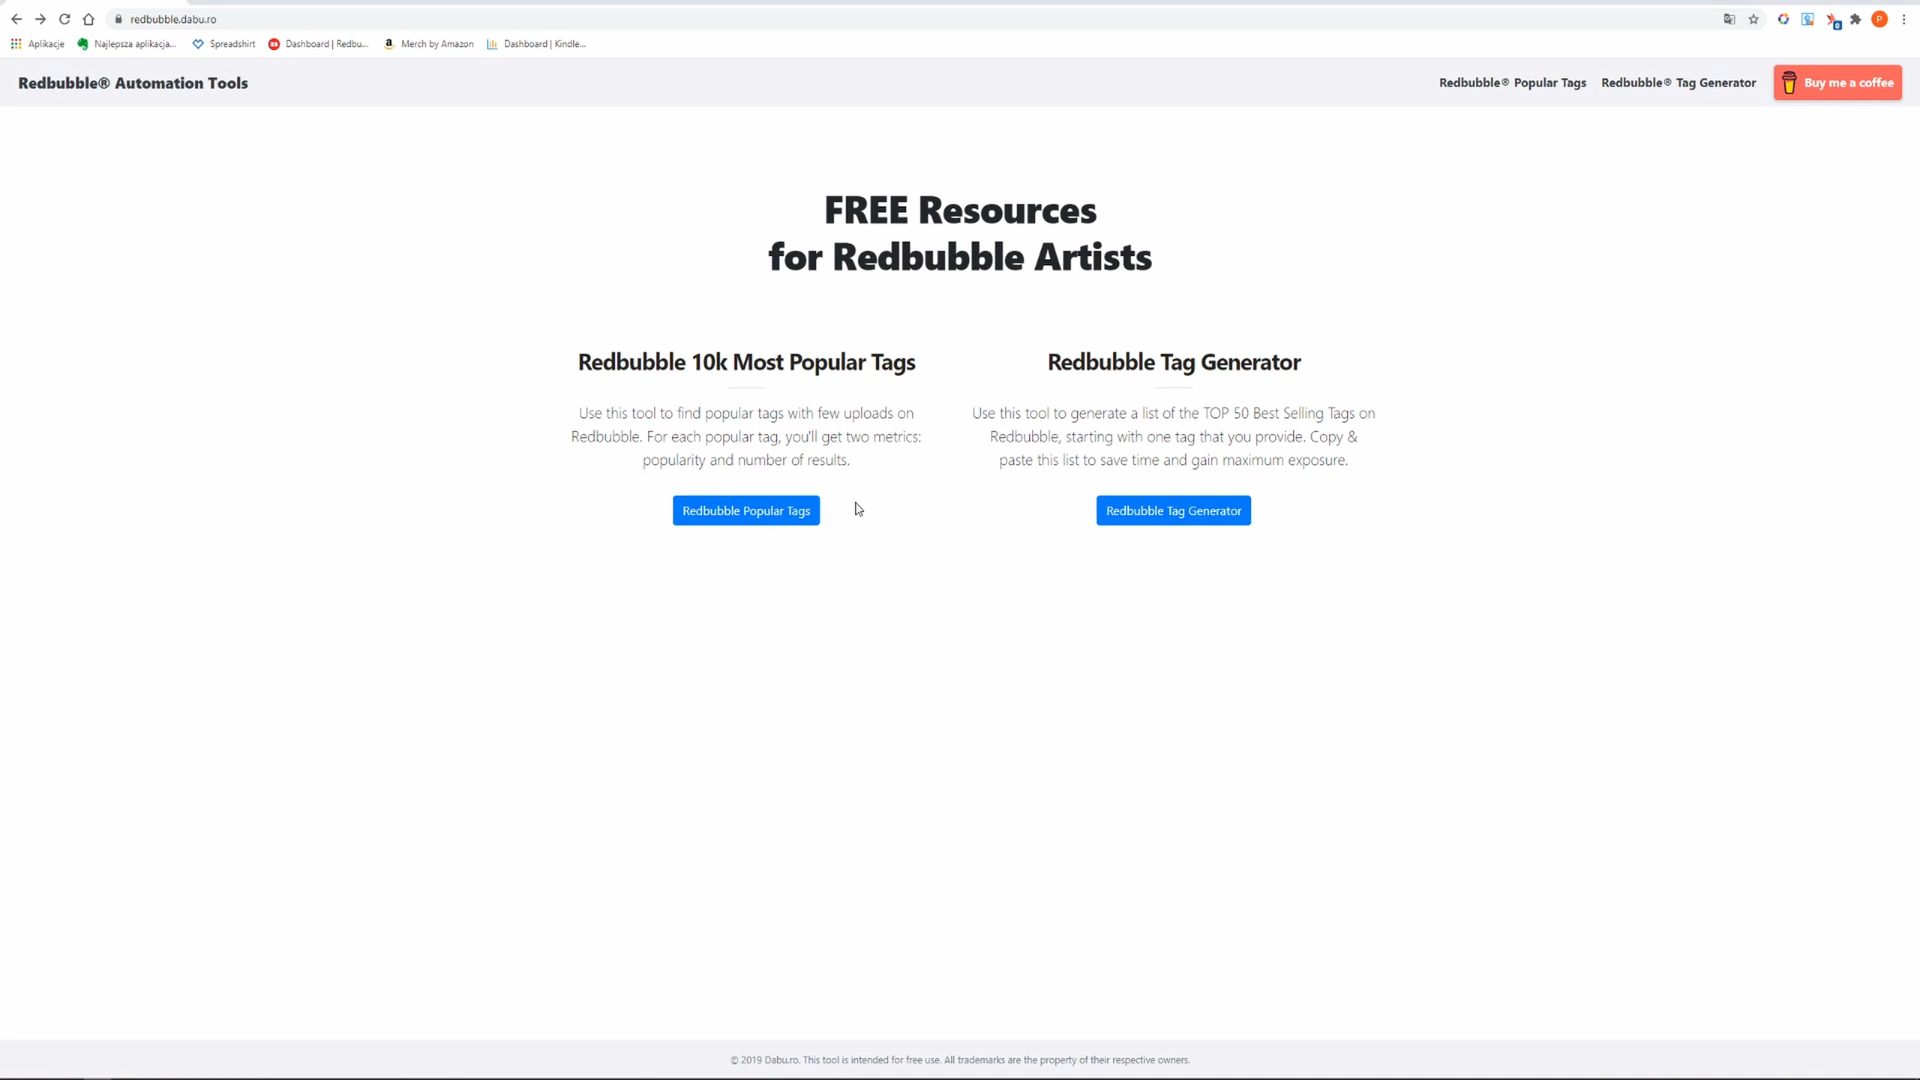 redbubble.dabu.ro
Aplikacje
Najlepsza aplikacja...
Spreadshirt
Dashboard | Redbu...
Merch by Amazon
Dashboard | Kindle...
Redbubble® Automation Tools
Redbubble® Popular Tags
Redbubble® Tag Generator
Buy me a coffee
FREE Resources
for Redbubble Artists
Redbubble 10k Most Popular Tags
Use this tool to find popular tags with few uploads on
Redbubble. For each popular tag, you'll get two metrics:
popularity and number of results.
Redbubble Popular Tags
Redbubble Tag Generator
Use this tool to generate a list of the TOP 50 Best Selling Tags on
Redbubble, starting with one tag that you provide. Copy &
paste this list to save time and gain maximum exposure.
Redbubble Tag Generator
© 2019 Dabu.ro. This tool is intended for free use. All trademarks are the property of their respective owners.